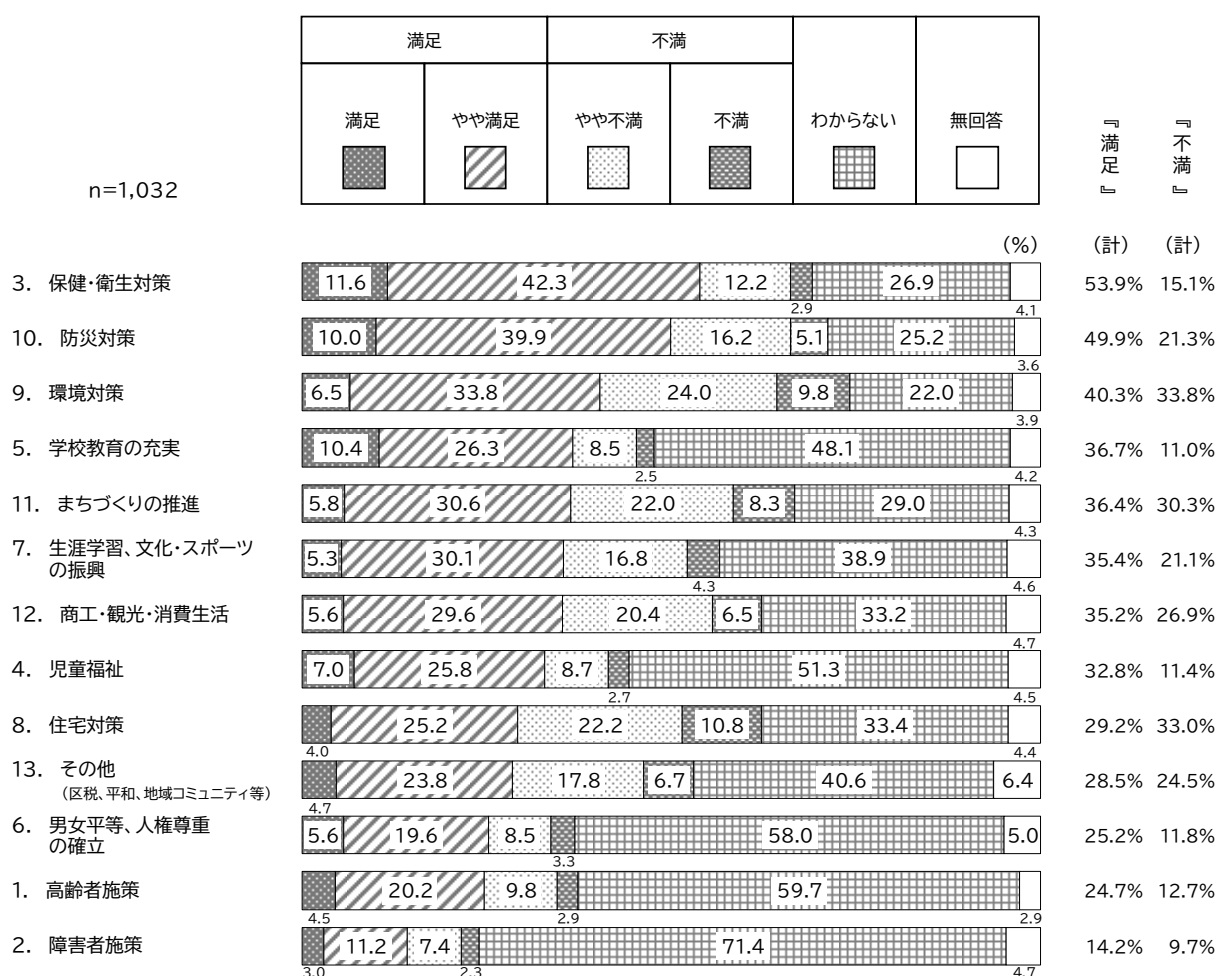 満足 不満
満足 やや満足 やや不満 不満 わからない 無回答
『満足』 『不満』
n=1,032
(%) (計) (計)
3. 保健・衛生対策 11.6 42.3 12.2 26.9 53.9% 15.1%
2.9 4.1
10. 防災対策 10.0 39.9 16.2 5.1 25.2 49.9% 21.3%
3.6
9. 環境対策 6.5 33.8 24.0 9.8 22.0 40.3% 33.8%
3.9
5. 学校教育の充実 10.4 26.3 8.5 48.1 36.7% 11.0%
2.5 4.2
11. まちづくりの推進 5.8 30.6 22.0 8.3 29.0 36.4% 30.3%
4.3
7. 生涯学習、文化・スポーツ
の振興 5.3 30.1 16.8 38.9 35.4% 21.1%
4.3 4.6
12. 商工・観光・消費生活 5.6 29.6 20.4 6.5 33.2 35.2% 26.9%
4.7
4. 児童福祉 7.0 25.8 8.7 51.3 32.8% 11.4%
2.7 4.5
8. 住宅対策 25.2 22.2 10.8 33.4 29.2% 33.0%
4.0 4.4
13. その他
(区税、平和、地域コミュニティ等) 23.8 17.8 6.7 40.6 6.4 28.5% 24.5%
4.7
6. 男女平等、人権尊重
の確立 5.6 19.6 8.5 58.0 5.0 25.2% 11.8%
3.3
1. 高齢者施策 20.2 9.8 59.7 24.7% 12.7%
4.5 2.9 2.9
2. 障害者施策 11.2 7.4 71.4 14.2% 9.7%
3.0 2.3 4.7